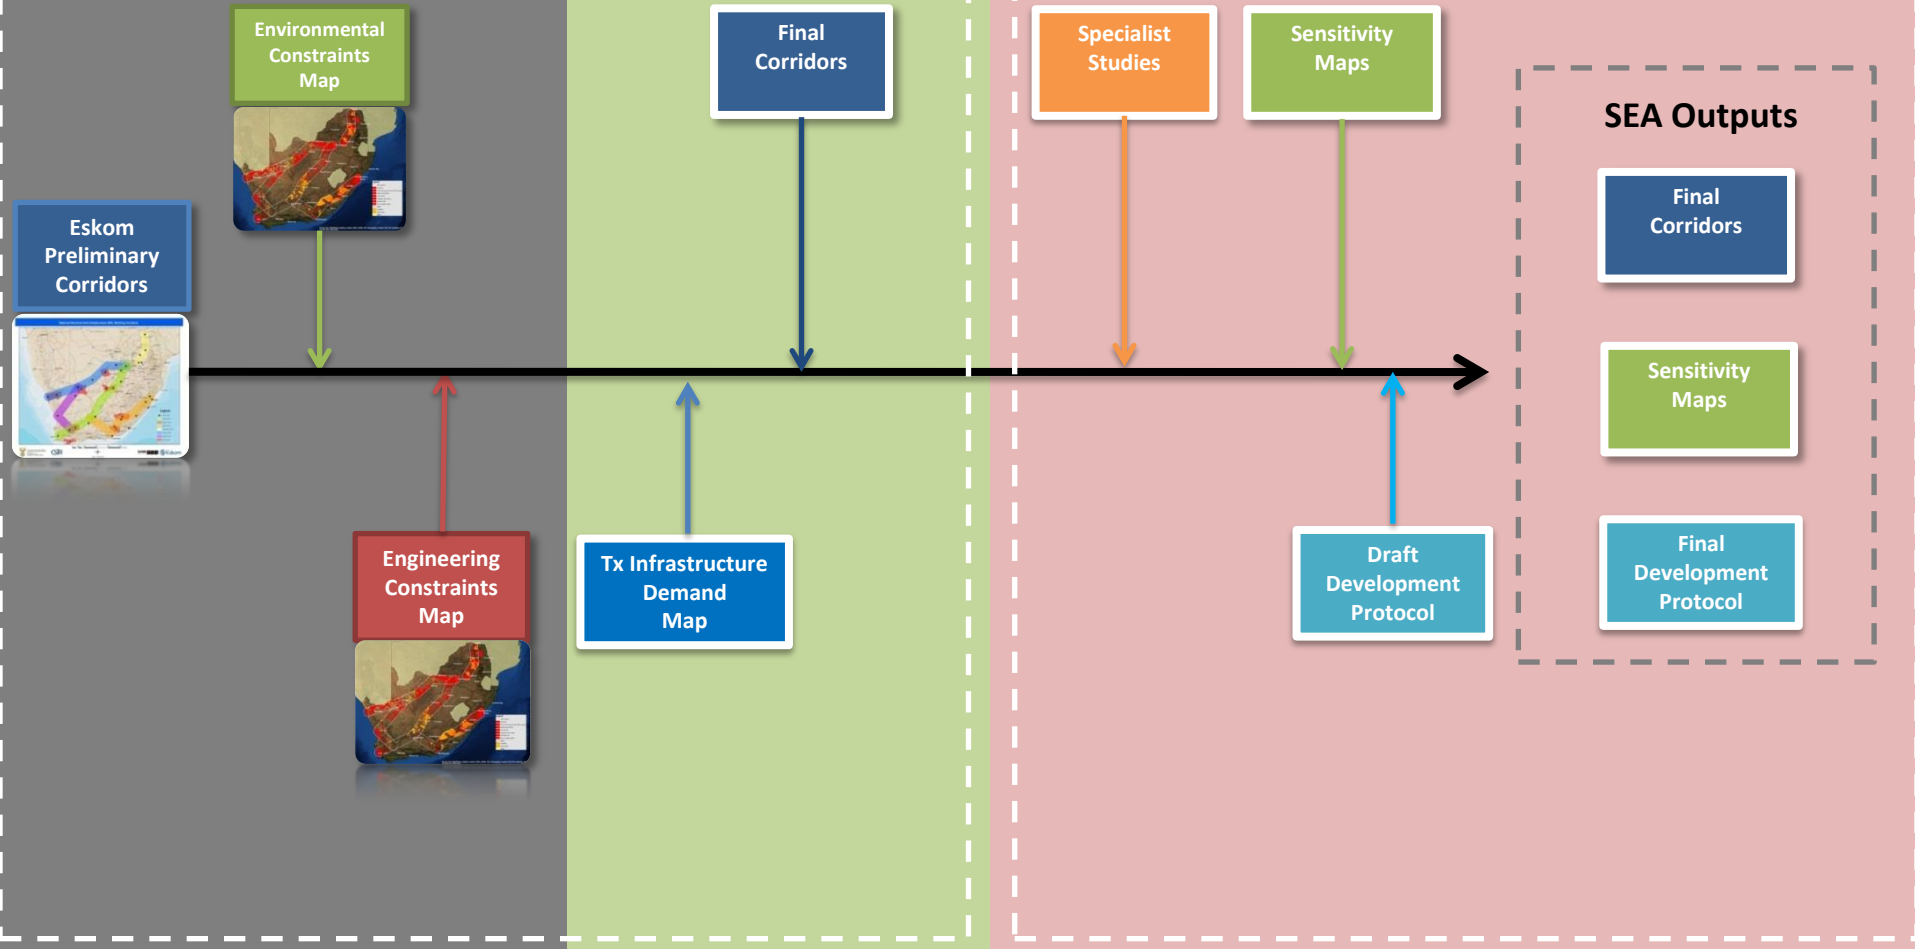 Environmental
Constraints
Map
Final
Corridors
Specialist
Studies
Sensitivity
Maps
SEA Outputs
Final
Corridors
Eskom
Preliminary
Corridors
Sensitivity
Maps
Engineering
Constraints
Map
Tx Infrastructure
Demand
Map
Draft
Development
Protocol
Final
Development
Protocol